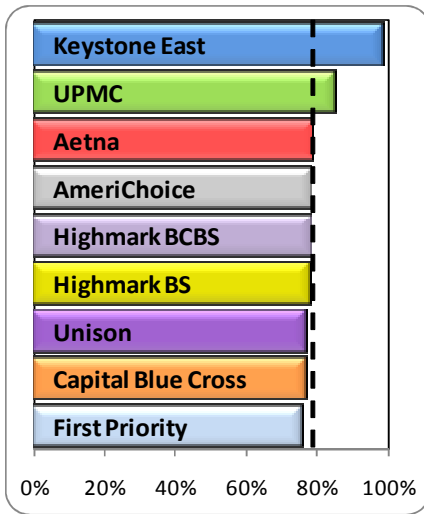 Keystone East
UPMC
Aetna
AmeriChoice
Highmark BCBS
Highmark BS
Unison
Capital Blue Cross
First Priority
0% 20% 40% 60% 80% 100%